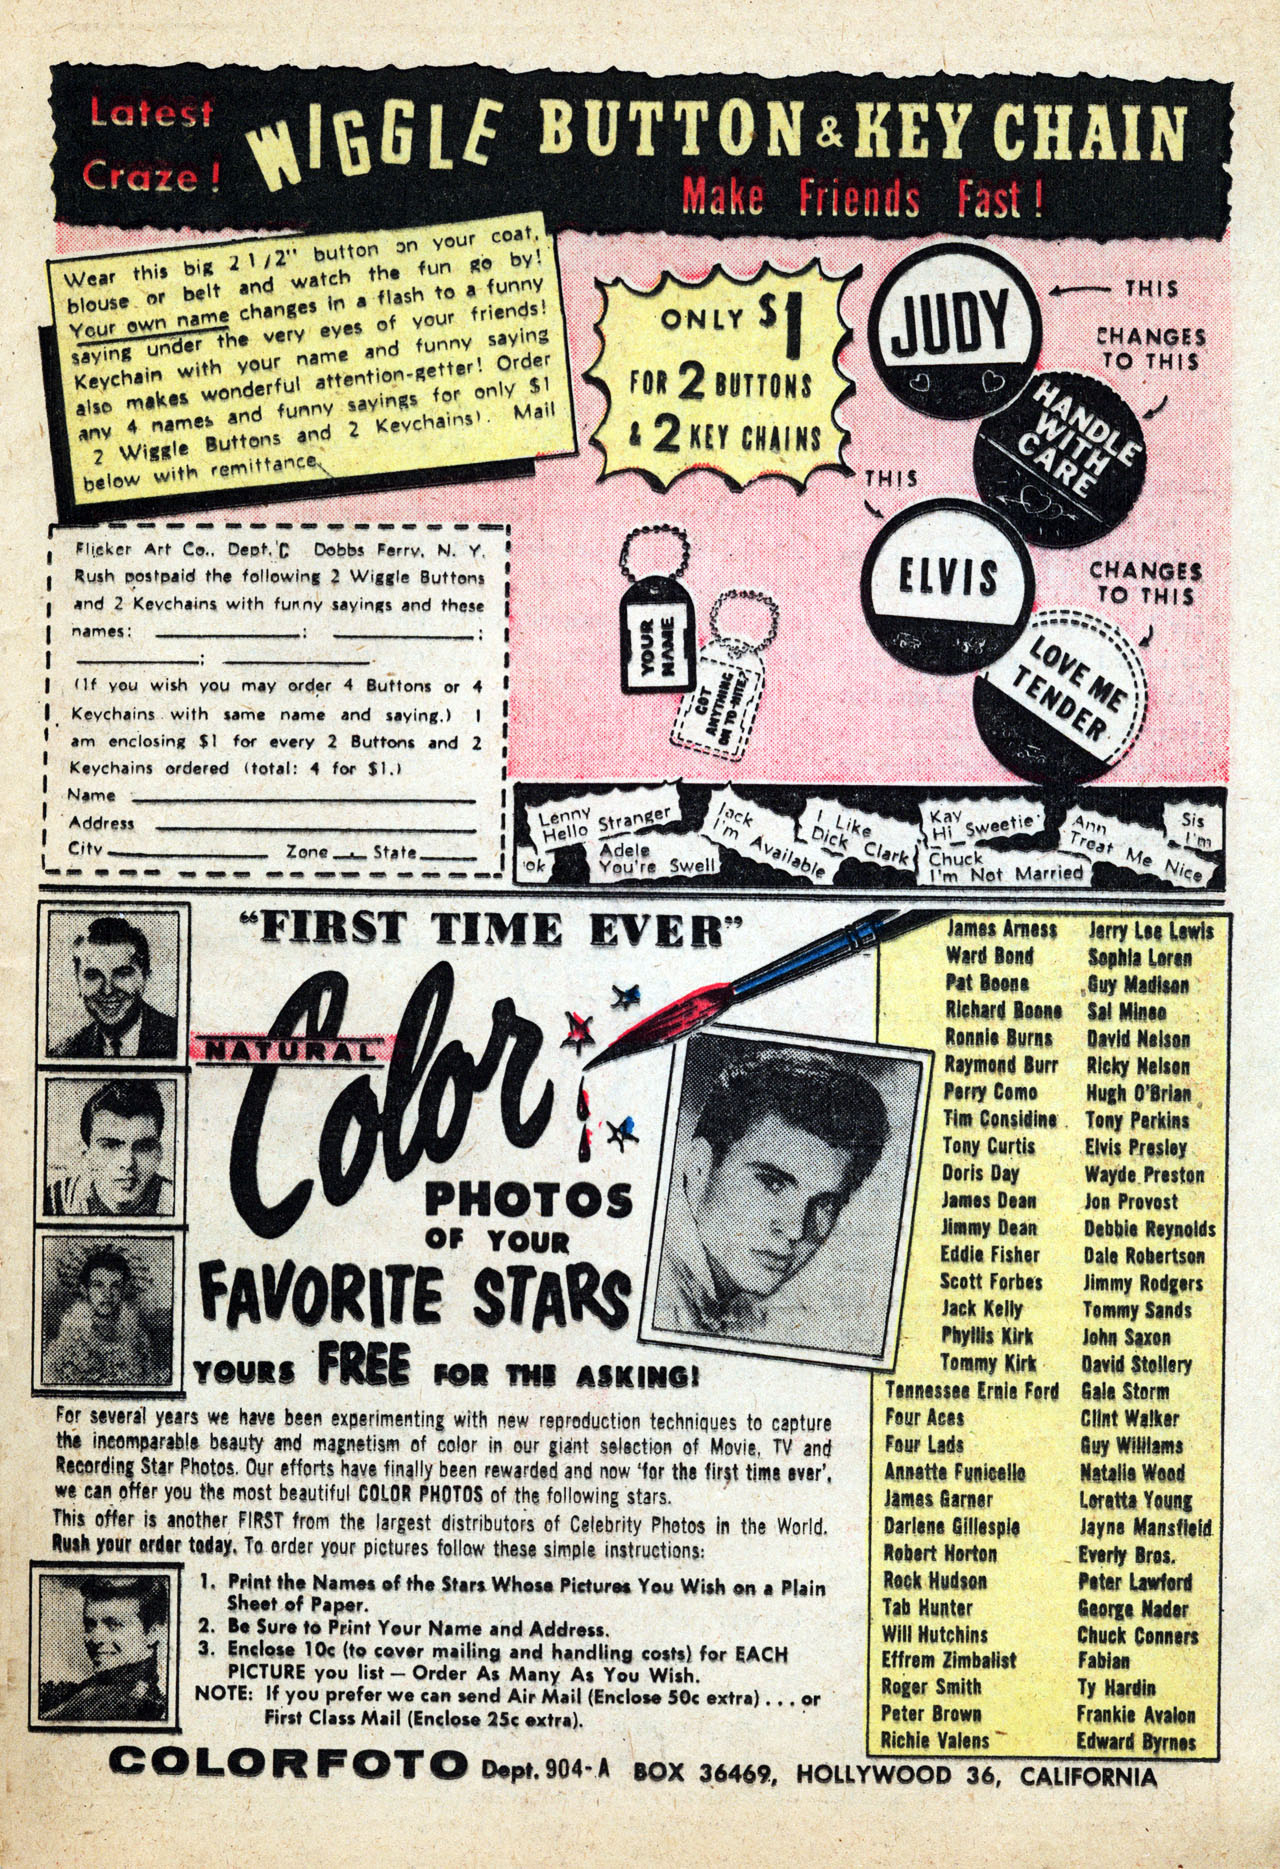 Latest
Craze!
WIGGLE BUTTON & KEY CHAIN
Make Friends Fast!
Wear this big 2 1/2" button on your coat,
blouse or belt and watch the fun go by!
Your own name changes in a flash to a funny
saying under the very eyes of your friends!
Keychain with your name and funny saying
also makes wonderful attention-getter! Order
any 4 names and funny sayings for only $1
2 Wiggle Buttons and 2 Keychains). Mail
below with remittance.
ONLY $1
FOR 2 BUTTONS
& 2 KEY CHAINS
JUDY
THIS
CHANGES
TO THIS
HANDLE
WITH
CARE
THIS
ELVIS
CHANGES
TO THIS
LOVE ME
TENDER
YOUR
NAME
GOT
ANYTHING
ON TO-NITE?
Flicker Art Co., Dept. C Dobbs Ferry, N. Y.
Rush postpaid the following 2 Wiggle Buttons
and 2 Keychains with funny sayings and these
names: ; ;
;
(If you wish you may order 4 Buttons or 4
Keychains with same name and saying.) I
am enclosing $1 for every 2 Buttons and 2
Keychains ordered (total: 4 for $1.)
Name
Address
City Zone State
Lenny
Hello Stranger
Jack
I'm Available
I Like
Dick Clark
Kay
Hi Sweetie
Ann
Treat Me Nice
Sis
I'm
ok
Adele
You're Swell
Chuck
I'm Not Married
"FIRST TIME EVER"
NATURAL
Color
PHOTOS
OF YOUR
FAVORITE STARS
YOURS FREE FOR THE ASKING!
For several years we have been experimenting with new reproduction techniques to capture
the incomparable beauty and magnetism of color in our giant selection of Movie, TV and
Recording Star Photos. Our efforts have finally been rewarded and now 'for the first time ever',
we can offer you the most beautiful COLOR PHOTOS of the following stars.
This offer is another FIRST from the largest distributors of Celebrity Photos in the World.
Rush your order today. To order your pictures follow these simple instructions:
1. Print the Names of the Stars Whose Pictures You Wish on a Plain
Sheet of Paper.
2. Be Sure to Print Your Name and Address.
3. Enclose 10c (to cover mailing and handling costs) for EACH
PICTURE you list — Order As Many As You Wish.
NOTE: If you prefer we can send Air Mail (Enclose 50c extra) . . . or
First Class Mail (Enclose 25c extra).
James Arness
Ward Bond
Pat Boone
Richard Boone
Ronnie Burns
Raymond Burr
Perry Como
Tim Considine
Tony Curtis
Doris Day
James Dean
Jimmy Dean
Eddie Fisher
Scott Forbes
Jack Kelly
Phyllis Kirk
Tommy Kirk
Tennessee Ernie Ford
Four Aces
Four Lads
Annette Funicello
James Garner
Darlene Gillespie
Robert Horton
Rock Hudson
Tab Hunter
Will Hutchins
Effrem Zimbalist
Roger Smith
Peter Brown
Richie Valens
Jerry Lee Lewis
Sophia Loren
Guy Madison
Sal Mineo
David Nelson
Ricky Nelson
Hugh O'Brian
Tony Perkins
Elvis Presley
Wayde Preston
Jon Provost
Debbie Reynolds
Dale Robertson
Jimmy Rodgers
Tommy Sands
John Saxon
David Stollery
Gale Storm
Clint Walker
Guy Williams
Natalie Wood
Loretta Young
Jayne Mansfield
Everly Bros.
Peter Lawford
George Nader
Chuck Conners
Fabian
Ty Hardin
Frankie Avalon
Edward Byrnes
COLORFOTO Dept. 904-A BOX 36469, HOLLYWOOD 36, CALIFORNIA